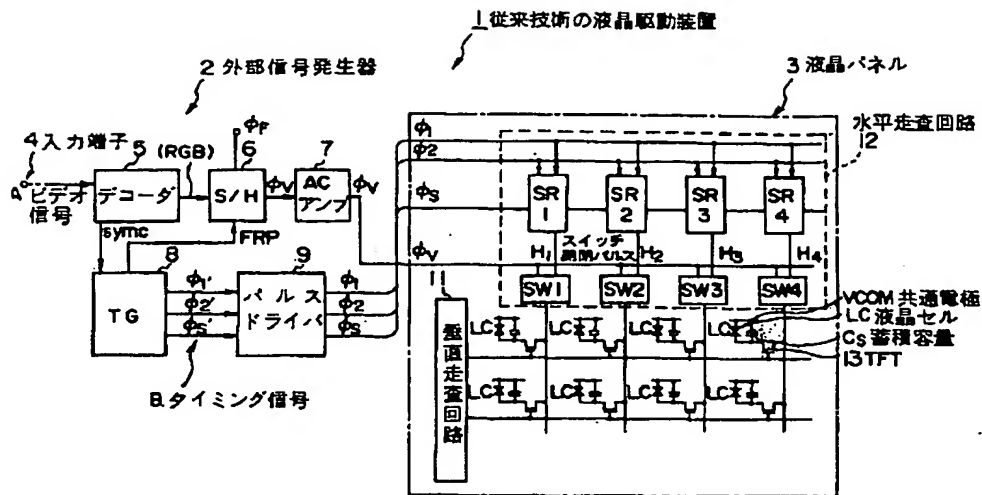 1 従来技術の液晶駆動装置
2 外部信号発生器
3 液晶パネル
水平走査回路
12
4 入力端子
5
(RGB)
φF
6
7
デコーダ
S/H
φV
AC
アンプ
φV
ビデオ
信号
symc
FRP
8
TG
φ1'
φ2'
φS'
9
パルス
ドライバ
φ1
φ2
φS
タイミング信号
φ1
φ2
φS
φV
SR
1
SR
2
SR
3
SR
4
スイッチ
開閉パルス
H1
H2
H3
H4
SW1
SW2
SW3
SW4
11
垂直走査回路
LC
LC
LC
LC
LC
LC
LC
LC
VCOM 共通電極
LC 液晶セル
CS 蓄積容量
13 TFT